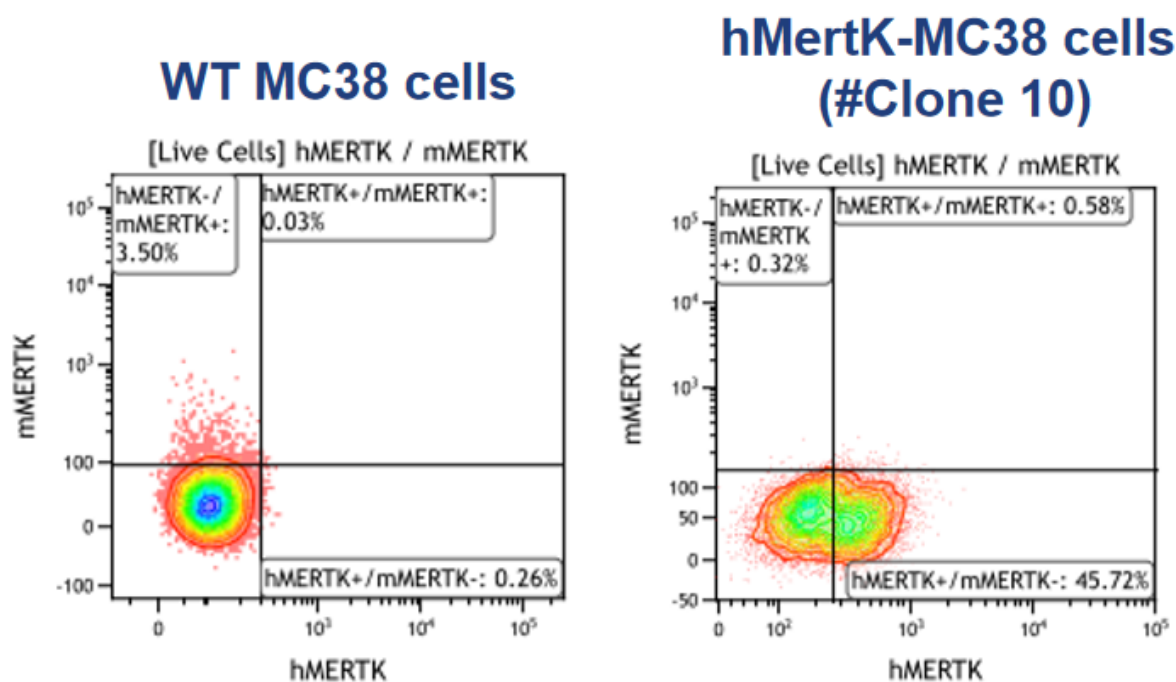 WT MC38 cells
[Live Cells] hMERTK / mMERTK
hMERTK-/
mMERTK+:
3.50%
hMERTK+/mMERTK+:
0.03%
hMERTK+/mMERTK-: 0.26%
10⁵
10⁴
10³
100
0
-100
mMERTK
0
10³
10⁴
10⁵
hMERTK
hMertK-MC38 cells
(#Clone 10)
[Live Cells] hMERTK / mMERTK
hMERTK-/
mMERTK
+: 0.32%
hMERTK+/mMERTK+: 0.58%
hMERTK+/mMERTK-: 45.72%
10⁵
10⁴
10³
100
50
0
-50
mMERTK
0
10²
10³
10⁴
10⁵
hMERTK